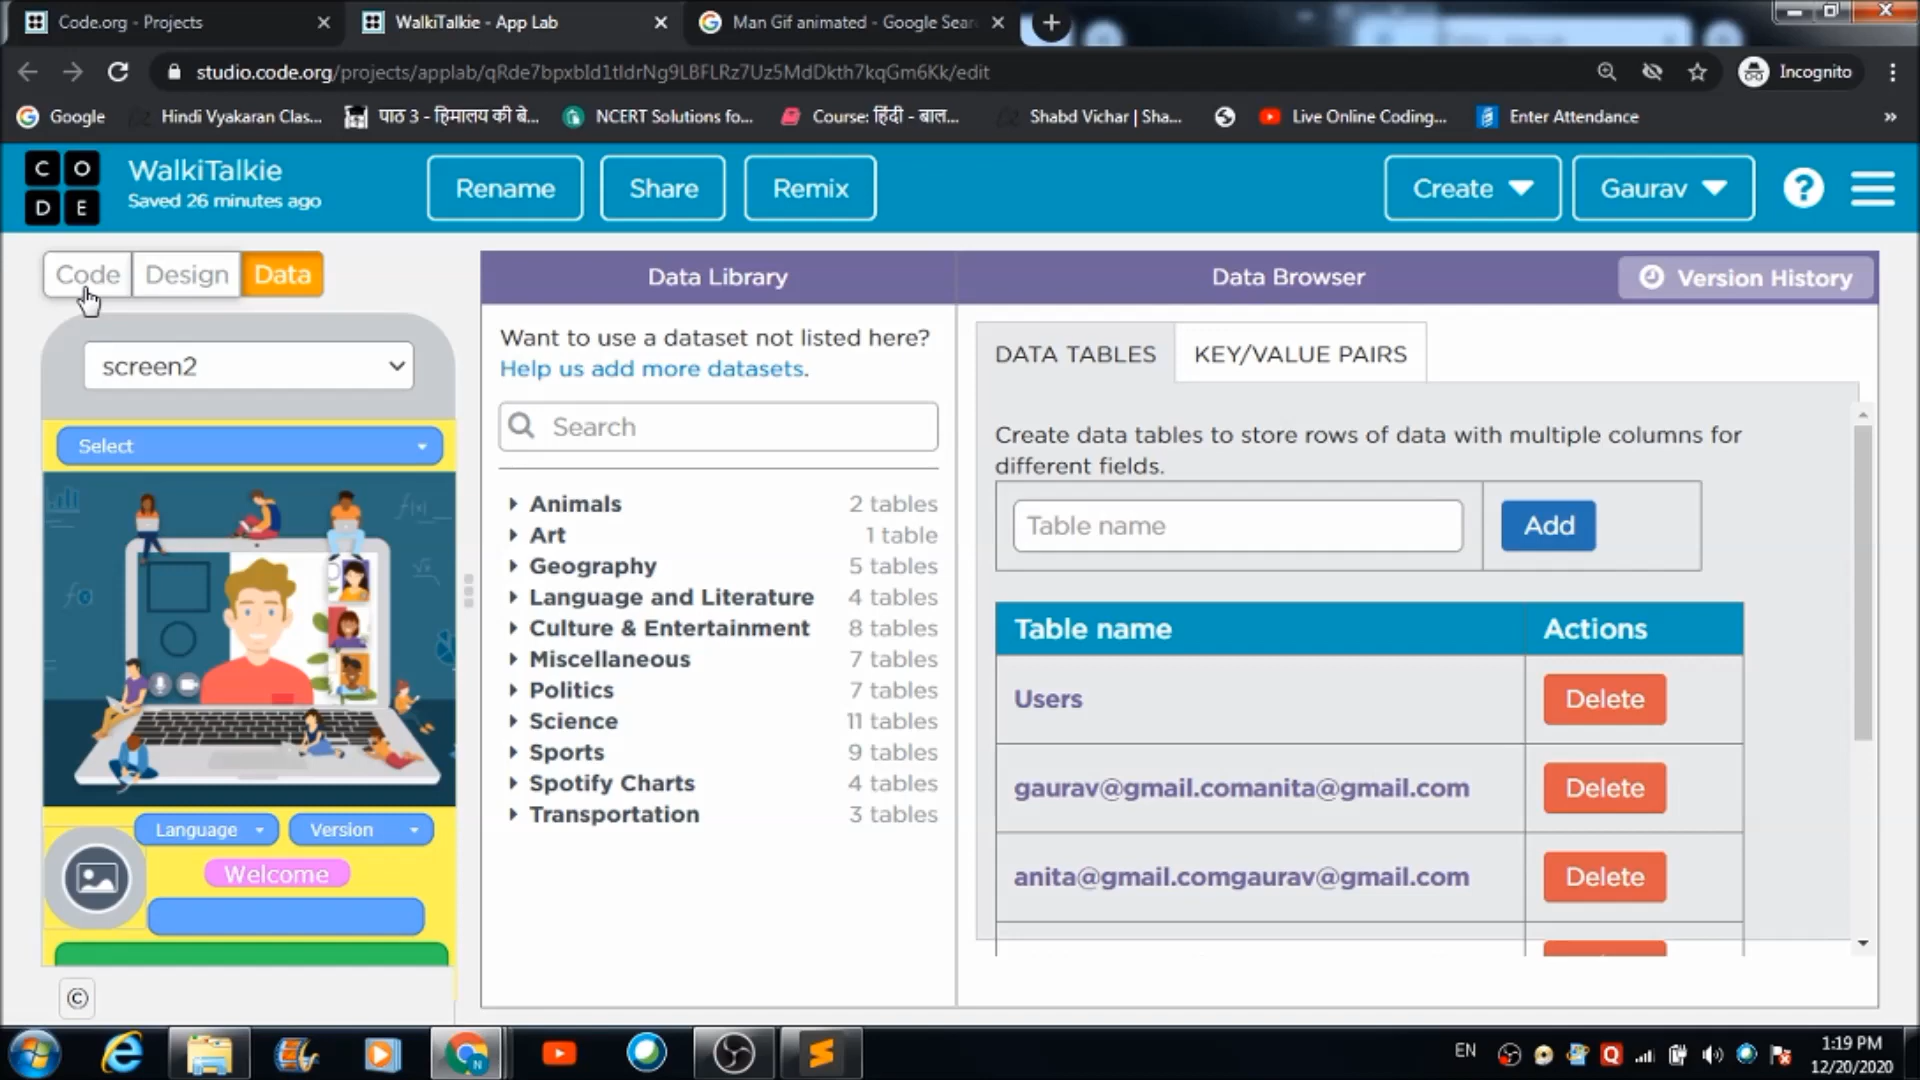 Code.org - Projects
WalkiTalkie - App Lab
Man Gif animated - Google Sear
studio.code.org/projects/applab/qRde7bpxbId1tIdrNg9LBFLRz7Uz5MdDkth7kqGm6Kk/edit
Incognito
Google
Hindi Vyakaran Clas...
पाठ 3 - हिमालय की बे...
NCERT Solutions fo...
Course: हिंदी - बाल...
Shabd Vichar | Sha...
Live Online Coding...
Enter Attendance
»
C O
D E
WalkiTalkie
Saved 26 minutes ago
Rename
Share
Remix
Create
Gaurav
?
Code
Design
Data
Data Library
Data Browser
Version History
screen2
Select
Language
Version
Welcome
©
Want to use a dataset not listed here?
Help us add more datasets.
Search
Animals 2 tables
Art 1 table
Geography 5 tables
Language and Literature 4 tables
Culture & Entertainment 8 tables
Miscellaneous 7 tables
Politics 7 tables
Science 11 tables
Sports 9 tables
Spotify Charts 4 tables
Transportation 3 tables
DATA TABLES
KEY/VALUE PAIRS
Create data tables to store rows of data with multiple columns for
different fields.
Table name
Add
Table name Actions
Users Delete
gaurav@gmail.comanita@gmail.com Delete
anita@gmail.comgaurav@gmail.com Delete
EN
1:19 PM
12/20/2020